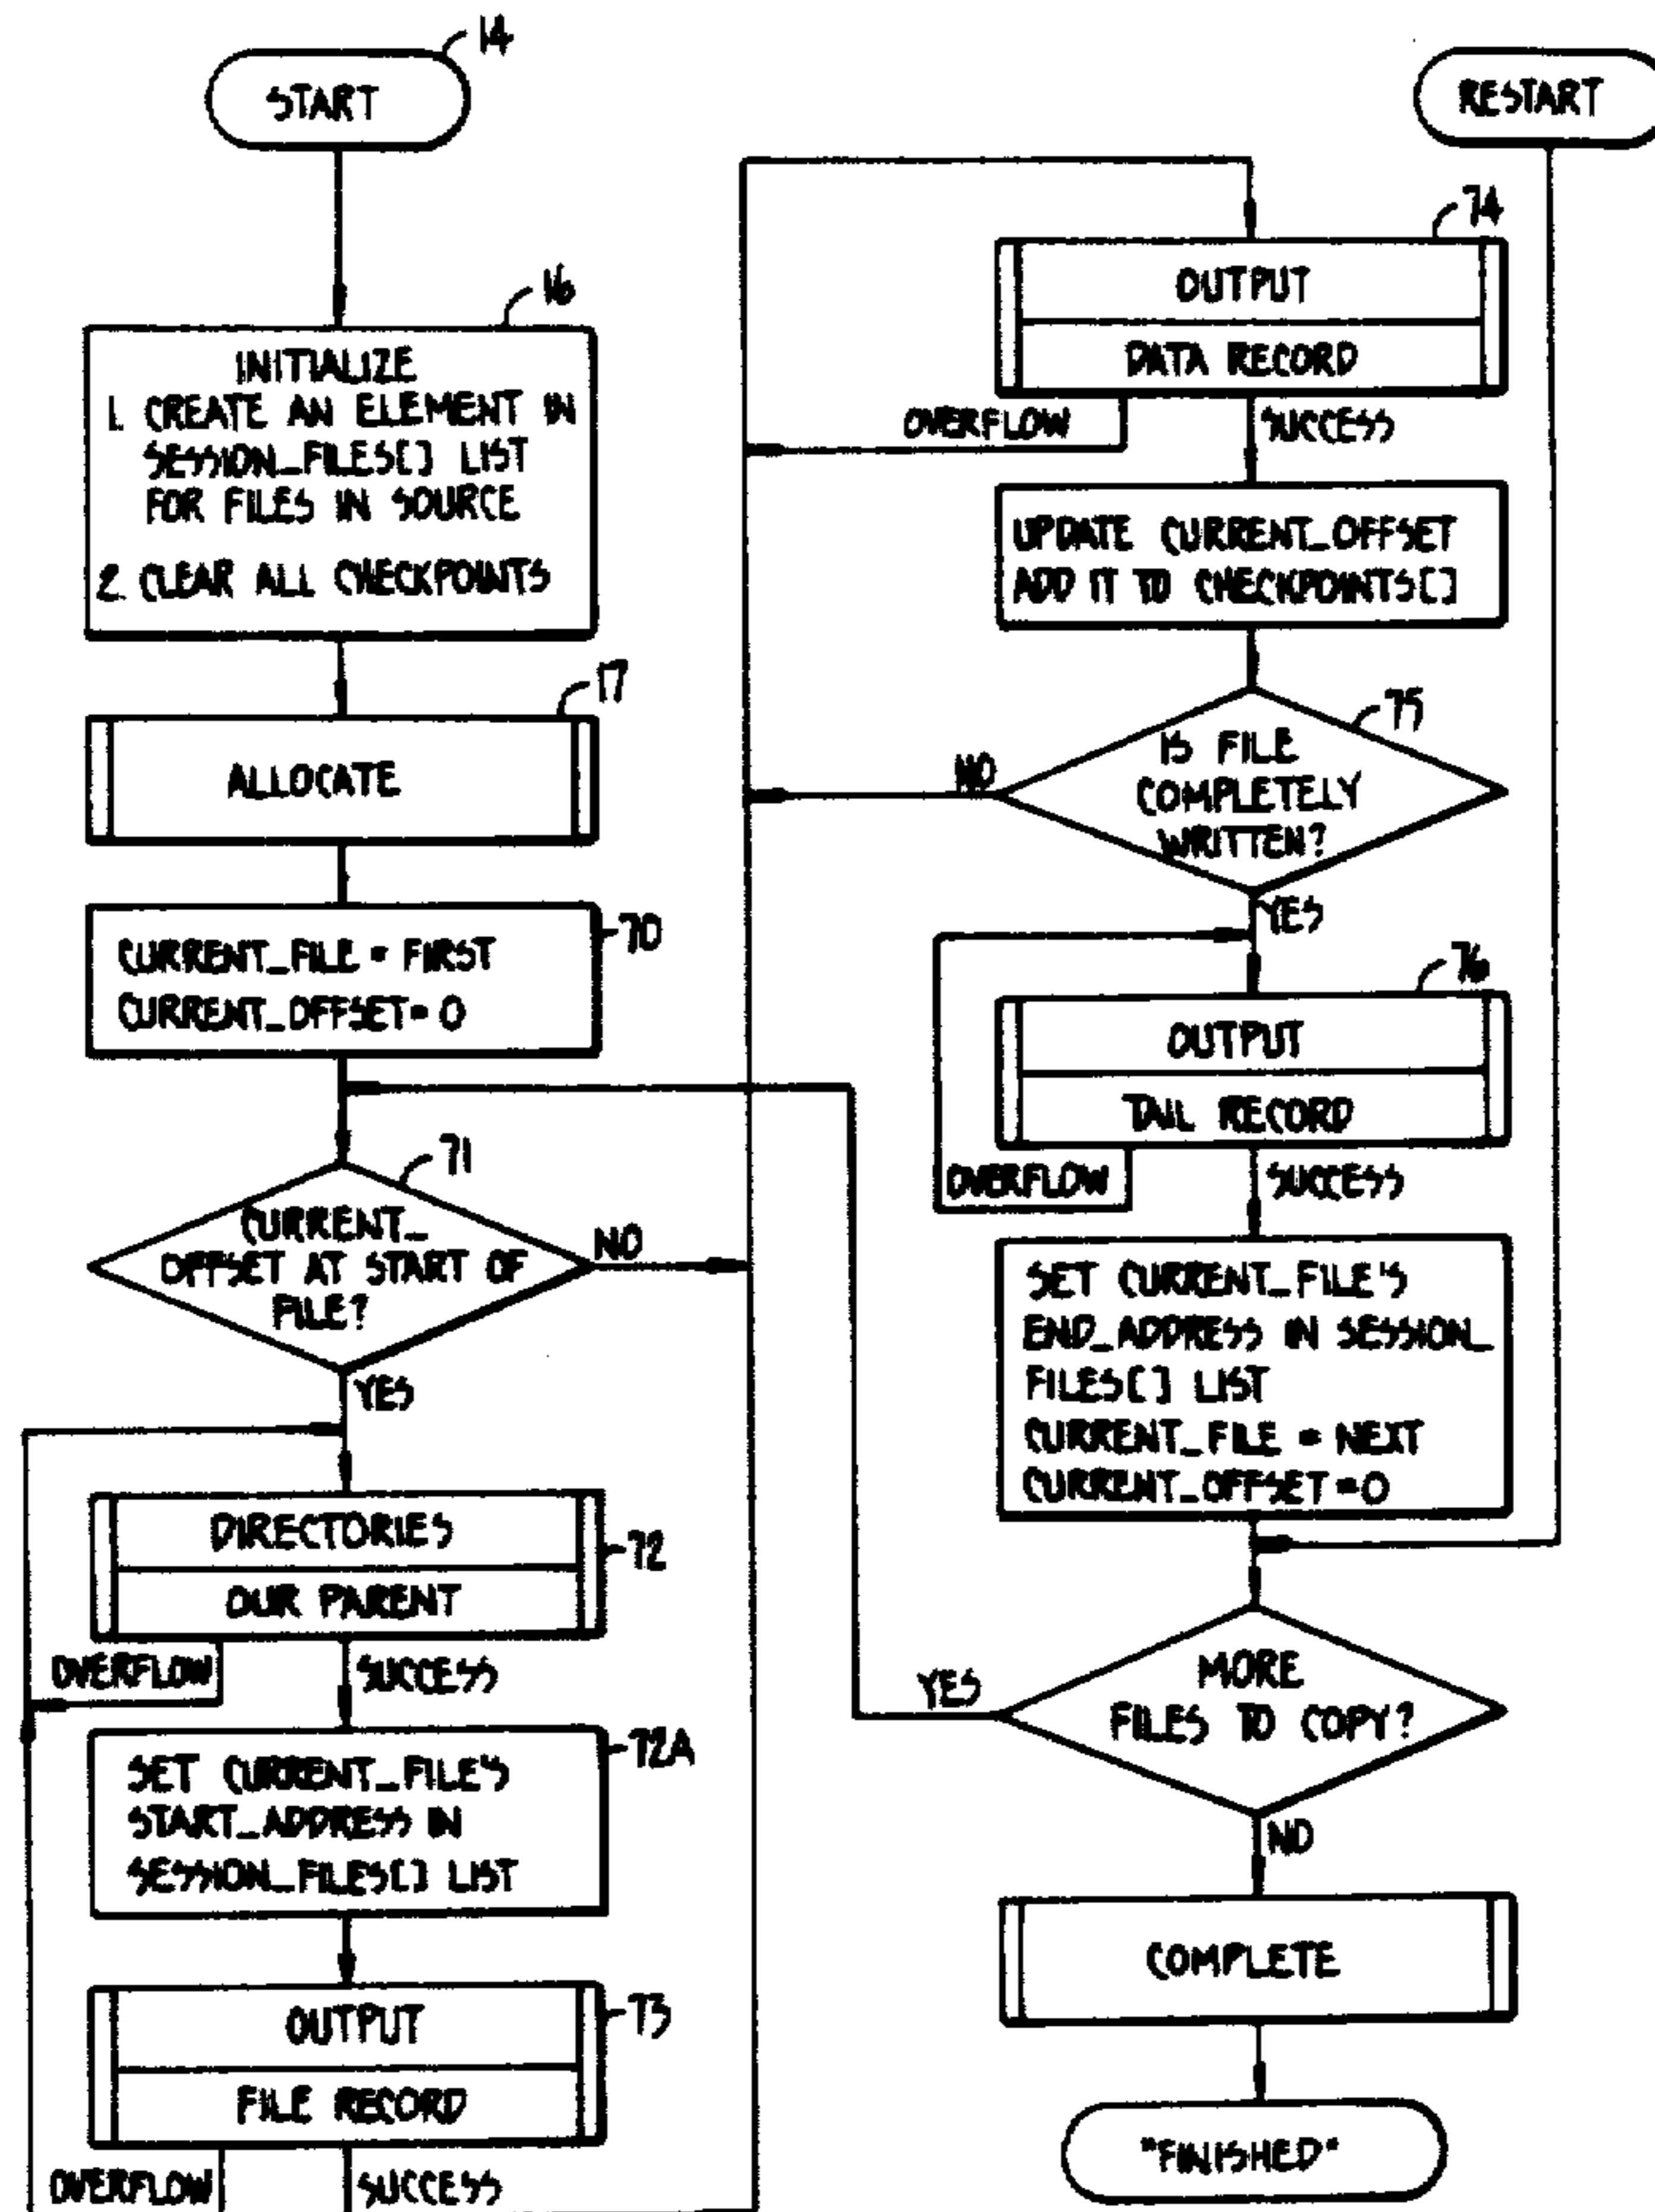 14
START
16
INITIALIZE
1. CREATE AN ELEMENT IN
SESSION_FILES[] LIST
FOR FILES IN SOURCE
2. CLEAR ALL CHECKPOINTS
17
ALLOCATE
70
CURRENT_FILE = FIRST
CURRENT_OFFSET = 0
71
CURRENT_
OFFSET AT START OF
FILE?
NO
YES
72
DIRECTORIES
OUR PARENT
OVERFLOW
SUCCESS
72A
SET CURRENT_FILE'S
START_ADDRESS IN
SESSION_FILES[] LIST
73
OUTPUT
FILE RECORD
OVERFLOW
SUCCESS
RESTART
74
OUTPUT
DATA RECORD
OVERFLOW
SUCCESS
UPDATE CURRENT_OFFSET
ADD IT TO CHECKPOINTS[]
75
IS FILE
COMPLETELY
WRITTEN?
NO
YES
76
OUTPUT
TAIL RECORD
OVERFLOW
SUCCESS
SET CURRENT_FILE'S
END_ADDRESS IN SESSION_
FILES[] LIST
CURRENT_FILE = NEXT
CURRENT_OFFSET = 0
MORE
FILES TO COPY?
YES
NO
COMPLETE
"FINISHED"